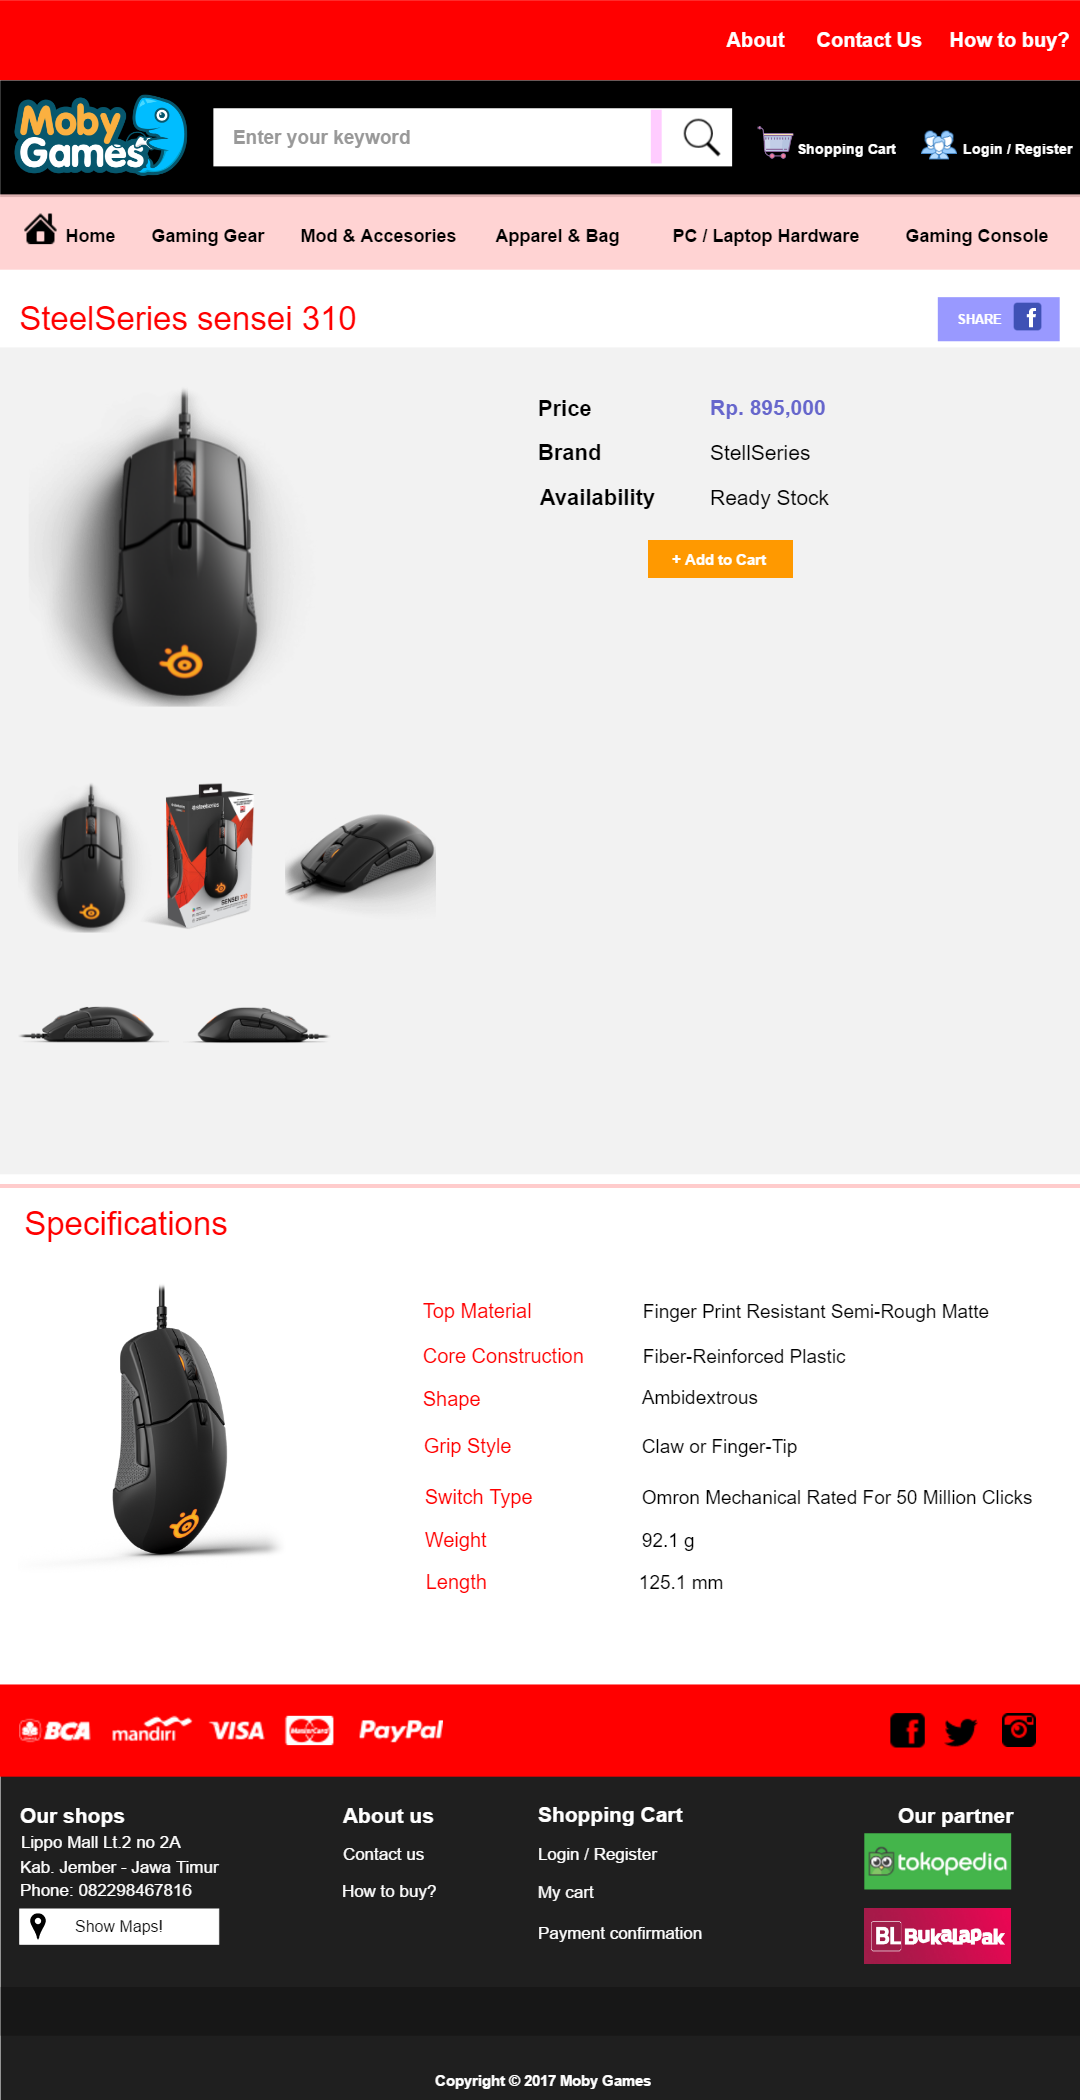 About Contact Us How to buy?
Moby
Games
Enter your keyword
Shopping Cart
Login / Register
Home Gaming Gear Mod & Accesories Apparel & Bag PC / Laptop Hardware Gaming Console
SteelSeries sensei 310
SHARE
Price Rp. 895,000
Brand StellSeries
Availability Ready Stock
+ Add to Cart
steelseries
SENSEI 310
Specifications
Top Material Finger Print Resistant Semi-Rough Matte
Core Construction Fiber-Reinforced Plastic
Shape Ambidextrous
Grip Style Claw or Finger-Tip
Switch Type Omron Mechanical Rated For 50 Million Clicks
Weight 92.1 g
Length 125.1 mm
BCA mandiri VISA MasterCard PayPal
Our shops
Lippo Mall Lt.2 no 2A
Kab. Jember - Jawa Timur
Phone: 082298467816
Show Maps!
About us
Contact us
How to buy?
Shopping Cart
Login / Register
My cart
Payment confirmation
Our partner
tokopedia
BL BukaLapak
Copyright © 2017 Moby Games